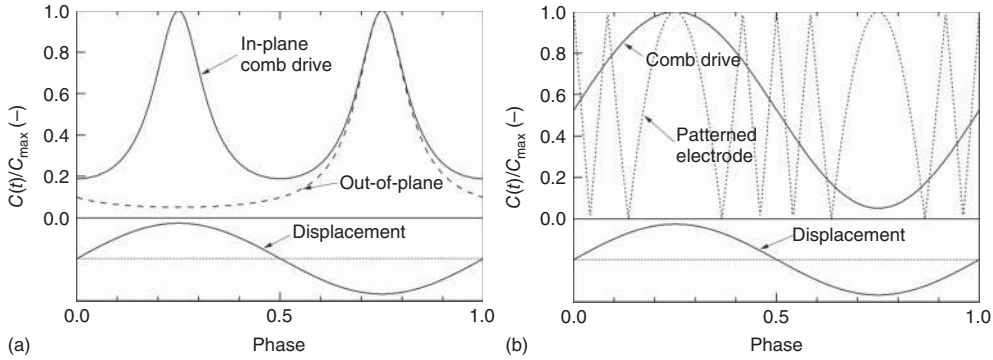 1.0
0.8
0.6
0.4
0.2
0.0
C(t)/C_max (–)
In-plane
comb drive
Out-of-plane
Displacement
0.0
0.5
1.0
Phase
(a)
1.0
0.8
0.6
0.4
0.2
0.0
C(t)/C_max (–)
Comb drive
Patterned
electrode
Displacement
0.0
0.5
1.0
Phase
(b)